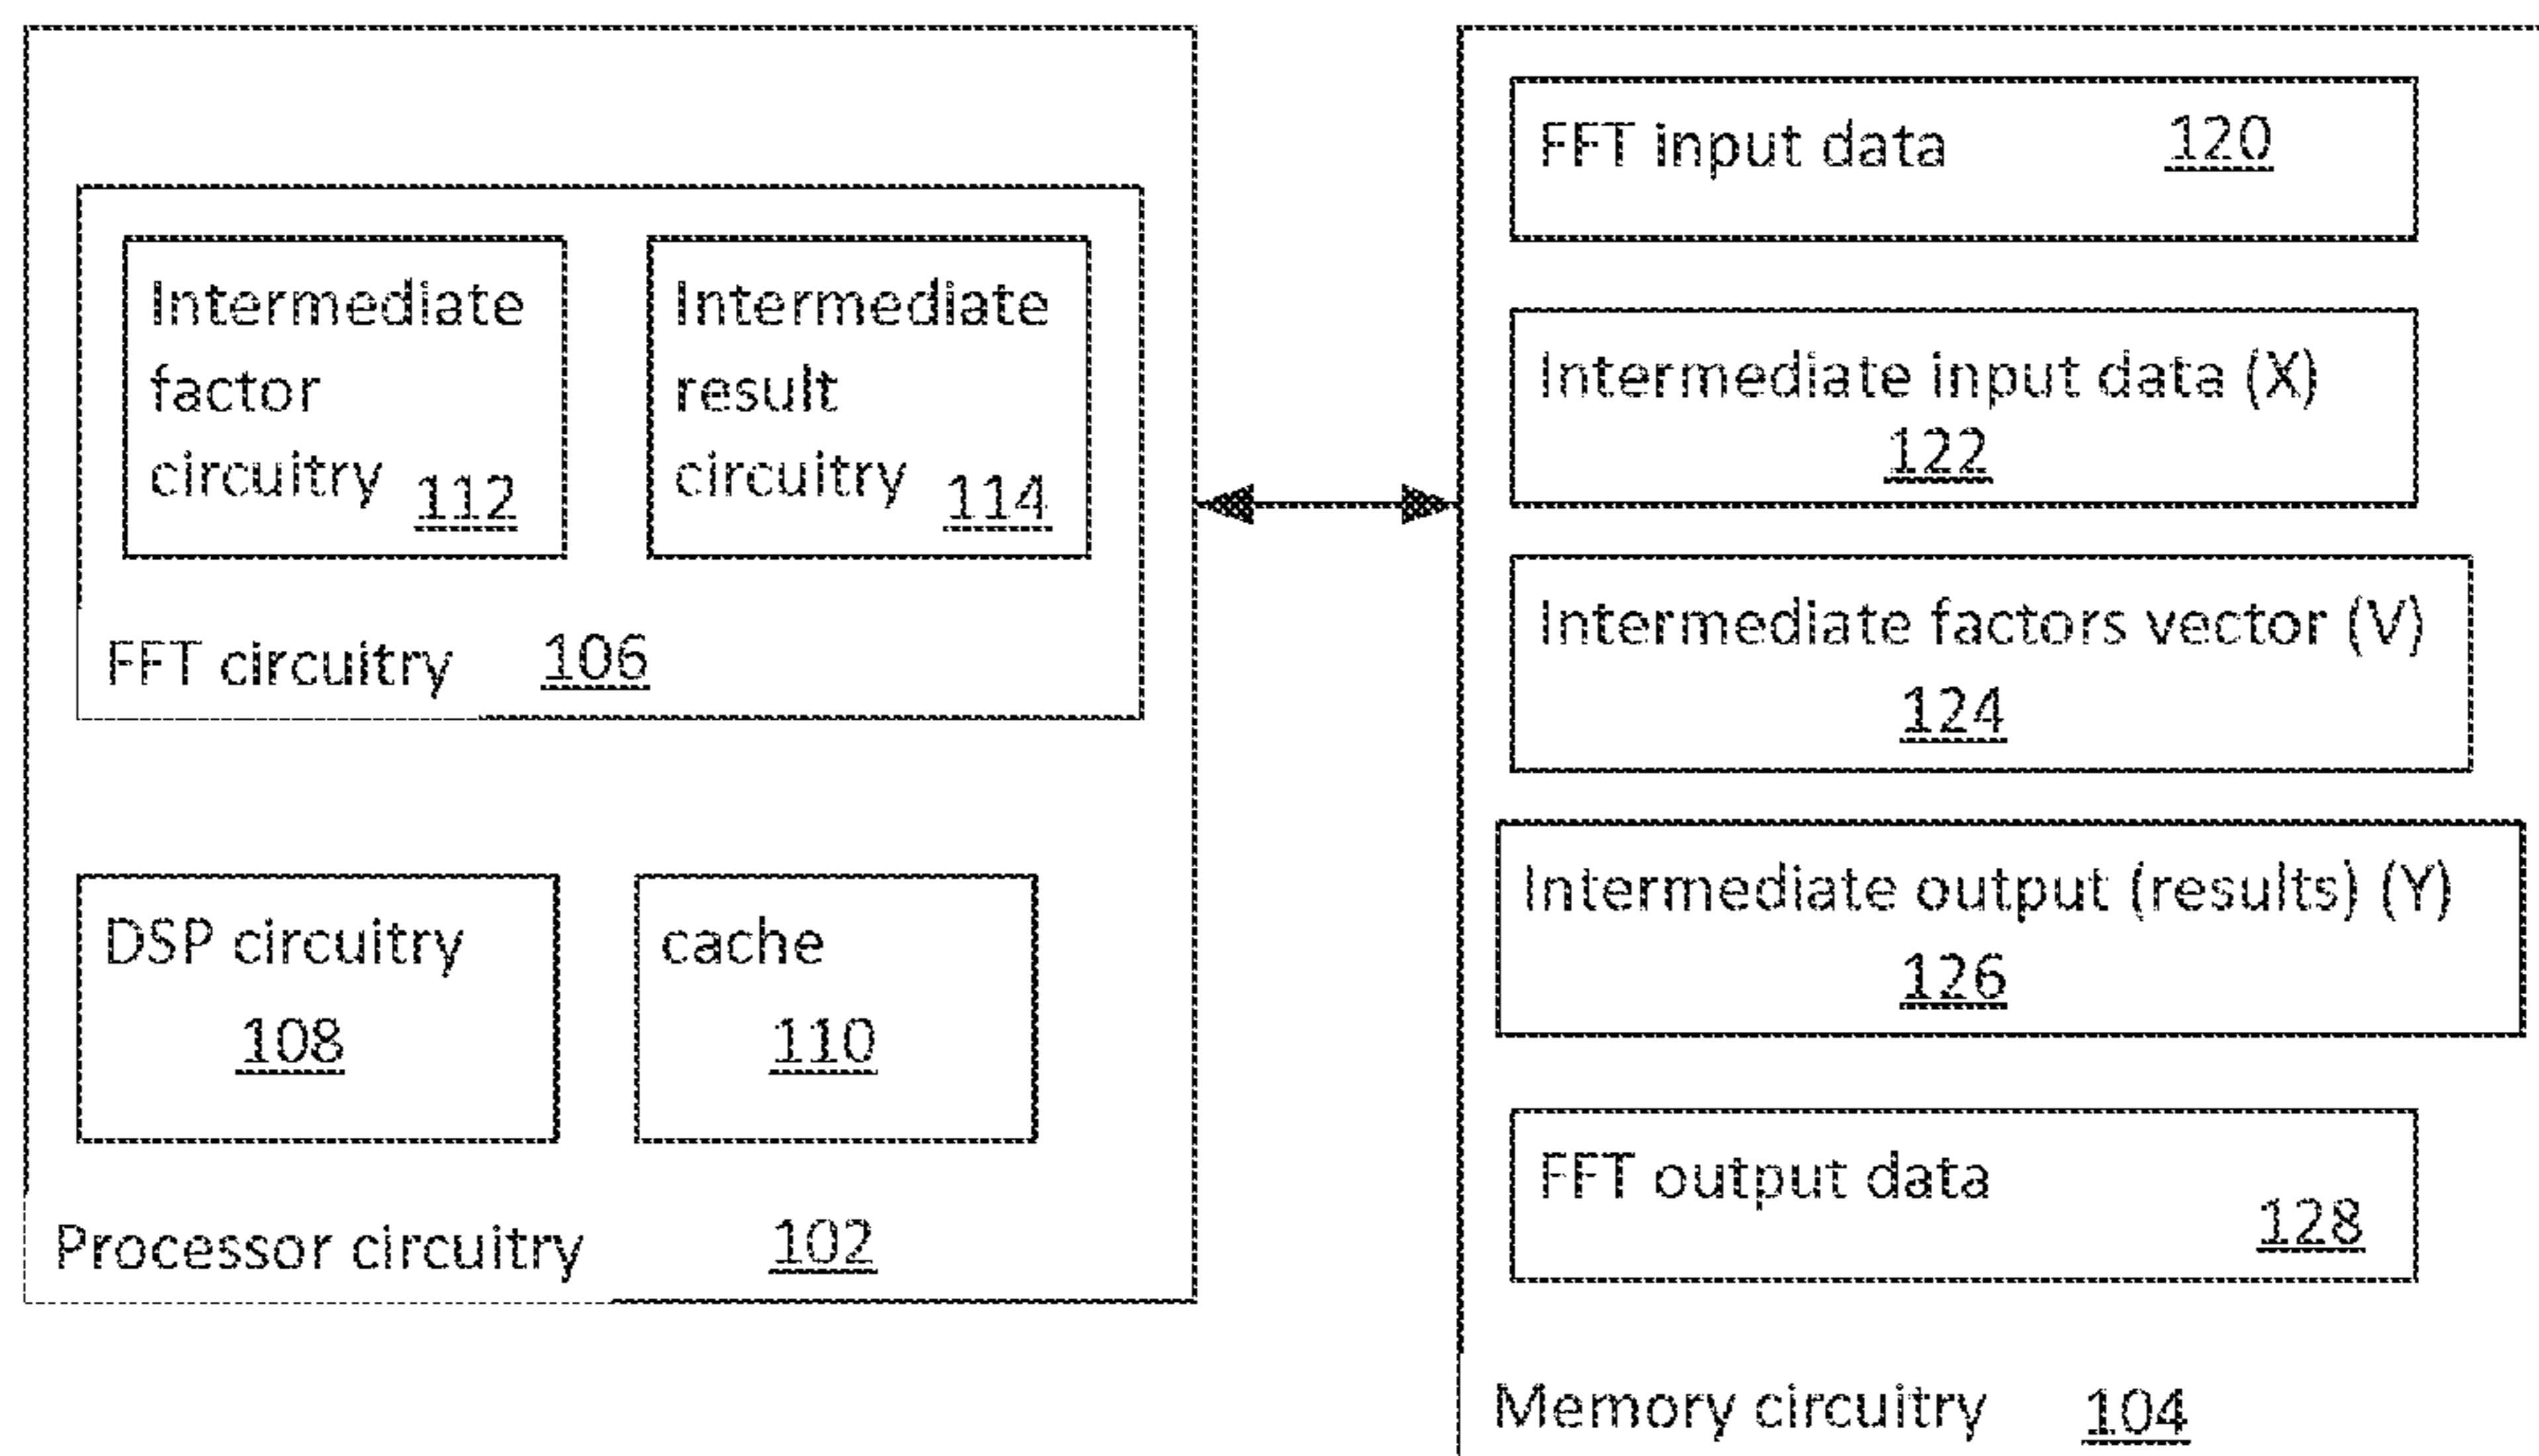 Intermediate
factor
circuitry 112
Intermediate
result
circuitry 114
FFT circuitry 106
DSP circuitry
108
cache
110
Processor circuitry 102
FFT input data 120
Intermediate input data (X)
122
Intermediate factors vector (V)
124
Intermediate output (results) (Y)
126
FFT output data
128
Memory circuitry 104